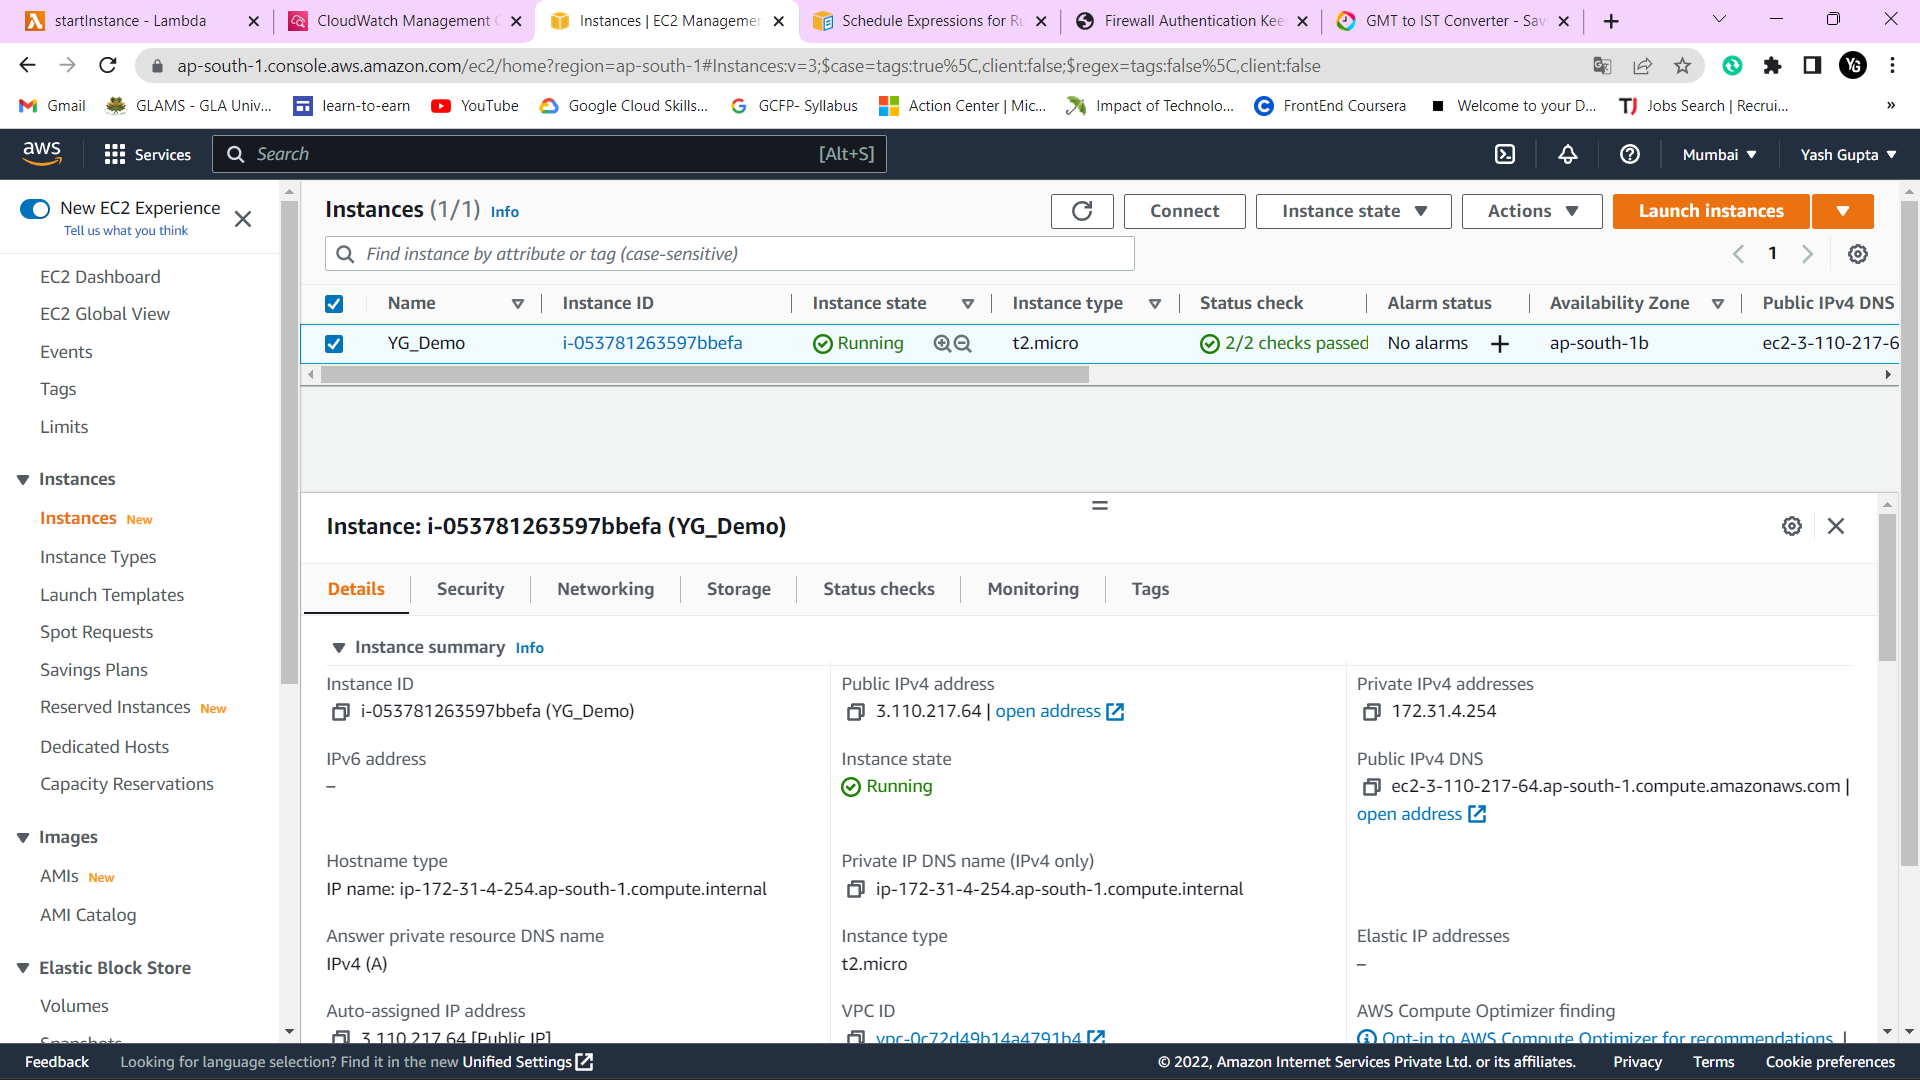 startInstance - Lambda
CloudWatch Management C
Instances | EC2 Managemen
Schedule Expressions for Ru
Firewall Authentication Kee
GMT to IST Converter - Sav
ap-south-1.console.aws.amazon.com/ec2/home?region=ap-south-1#Instances:v=3;$case=tags:true%5C,client:false;$regex=tags:false%5C,client:false
YG
Gmail
GLAMS - GLA Univ...
learn-to-earn
YouTube
Google Cloud Skills...
GCFP- Syllabus
Action Center | Mic...
Impact of Technolo...
FrontEnd Coursera
Welcome to your D...
TJ Jobs Search | Recrui...
»
aws
Services
Search
[Alt+S]
Mumbai
Yash Gupta
New EC2 Experience
Tell us what you think
EC2 Dashboard
EC2 Global View
Events
Tags
Limits
Instances
Instances New
Instance Types
Launch Templates
Spot Requests
Savings Plans
Reserved Instances New
Dedicated Hosts
Capacity Reservations
Images
AMIs New
AMI Catalog
Elastic Block Store
Volumes
Snapshots
Instances (1/1) Info
Connect
Instance state
Actions
Launch instances
Find instance by attribute or tag (case-sensitive)
1
Name
Instance ID
Instance state
Instance type
Status check
Alarm status
Availability Zone
Public IPv4 DNS
YG_Demo
i-053781263597bbefa
Running
t2.micro
2/2 checks passed
No alarms
ap-south-1b
ec2-3-110-217-6
Instance: i-053781263597bbefa (YG_Demo)
Details
Security
Networking
Storage
Status checks
Monitoring
Tags
Instance summary Info
Instance ID
i-053781263597bbefa (YG_Demo)
Public IPv4 address
3.110.217.64 | open address
Private IPv4 addresses
172.31.4.254
IPv6 address
–
Instance state
Running
Public IPv4 DNS
ec2-3-110-217-64.ap-south-1.compute.amazonaws.com |
open address
Hostname type
IP name: ip-172-31-4-254.ap-south-1.compute.internal
Private IP DNS name (IPv4 only)
ip-172-31-4-254.ap-south-1.compute.internal
Answer private resource DNS name
IPv4 (A)
Instance type
t2.micro
Elastic IP addresses
–
Auto-assigned IP address
3.110.217.64 [Public IP]
VPC ID
vpc-0c72d49b14a4791b4
AWS Compute Optimizer finding
Opt-in to AWS Compute Optimizer for recommendations. |
Feedback
Looking for language selection? Find it in the new Unified Settings
© 2022, Amazon Internet Services Private Ltd. or its affiliates.
Privacy
Terms
Cookie preferences